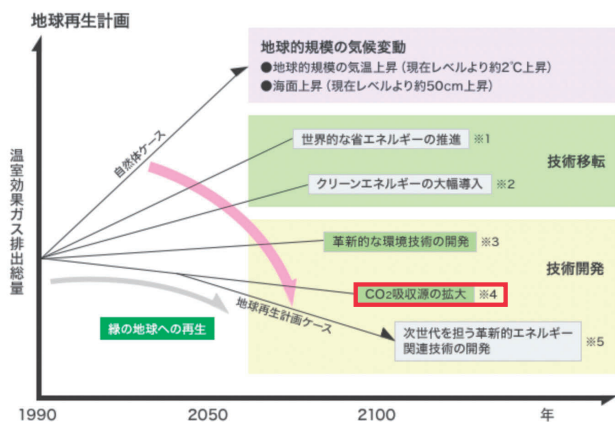 地球再生計画
地球的規模の気候変動
●地球的規模の気温上昇(現在レベルより約2℃上昇)
●海面上昇(現在レベルより約50cm上昇)
温室効果ガス排出総量
自然体ケース
世界的な省エネルギーの推進 ※1
技術移転
クリーンエネルギーの大幅導入 ※2
革新的な環境技術の開発 ※3
技術開発
CO2吸収源の拡大 ※4
地球再生計画ケース
緑の地球への再生
次世代を担う革新的エネルギー
関連技術の開発 ※5
1990 2050 2100 年